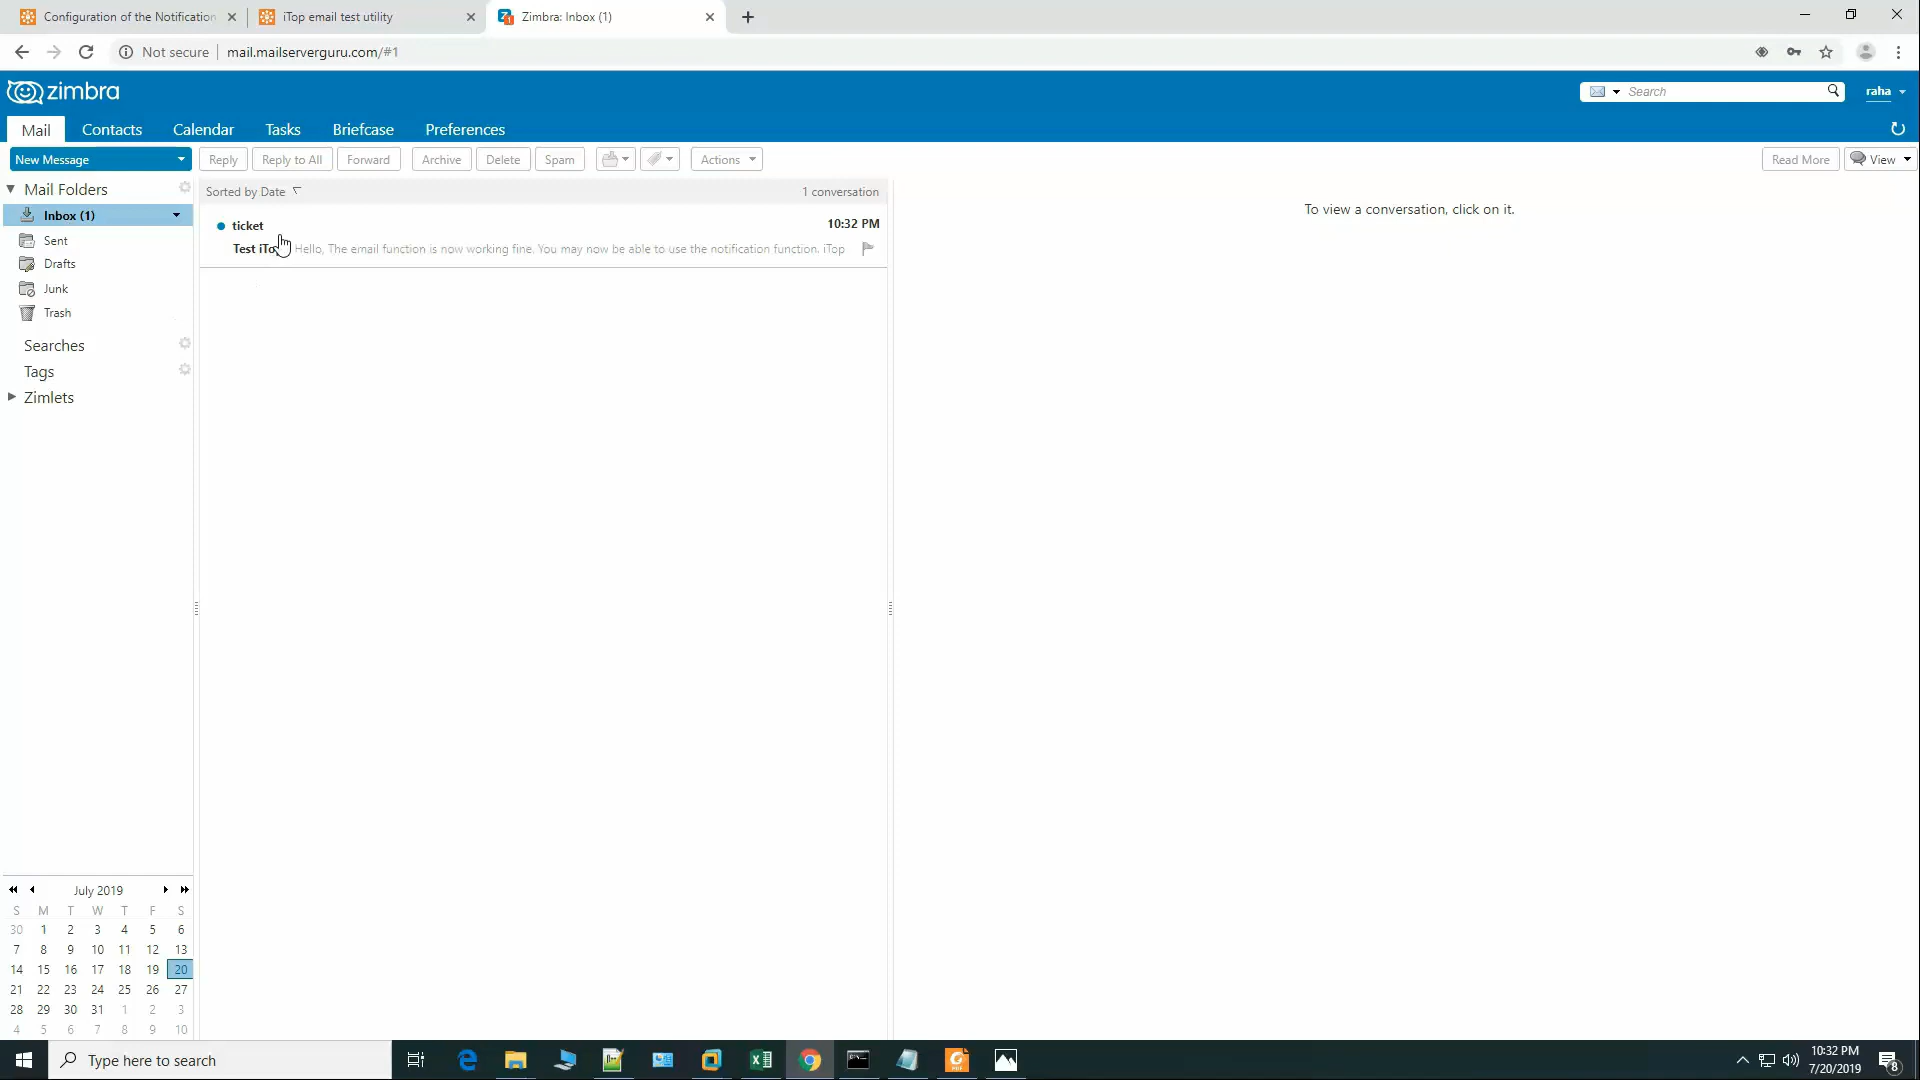 Configuration of the Notification
iTop email test utility
Zimbra: Inbox (1)
Not secure
mail.mailserverguru.com/#1
zimbra
Search
raha
Mail
Contacts
Calendar
Tasks
Briefcase
Preferences
New Message
Reply
Reply to All
Forward
Archive
Delete
Spam
Actions
Read More
View
Mail Folders
Sorted by Date
1 conversation
Inbox (1)
ticket
10:32 PM
Test iTo
Hello, The email function is now working fine. You may now be able to use the notification function. iTop
To view a conversation, click on it.
Sent
Drafts
Junk
Trash
Searches
Tags
Zimlets
July 2019
S M T W T F S
30 1 2 3 4 5 6
7 8 9 10 11 12 13
14 15 16 17 18 19 20
21 22 23 24 25 26 27
28 29 30 31 1 2 3
4 5 6 7 8 9 10
Type here to search
10:32 PM
7/20/2019
8